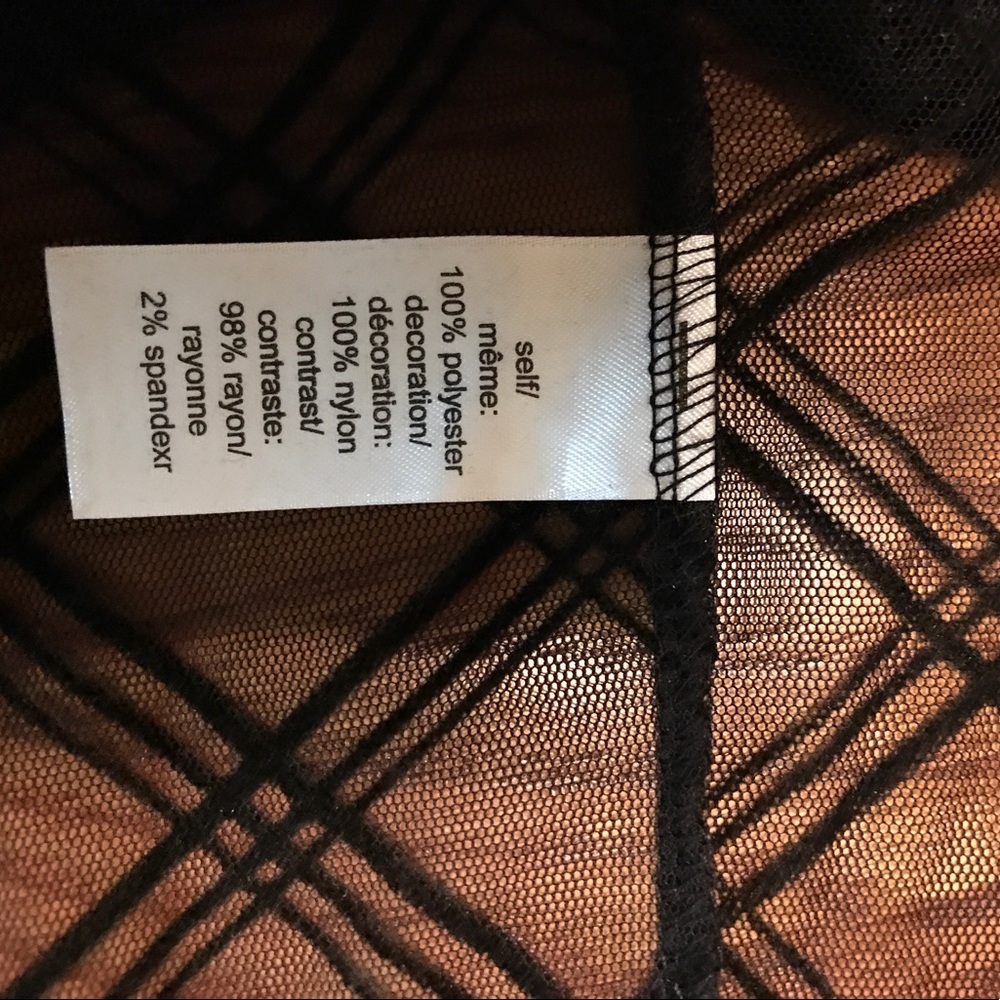 self/
même:
100% polyester
decoration/
décoration:
100% nylon
contrast/
contraste:
98% rayon/
rayonne
2% spandexr